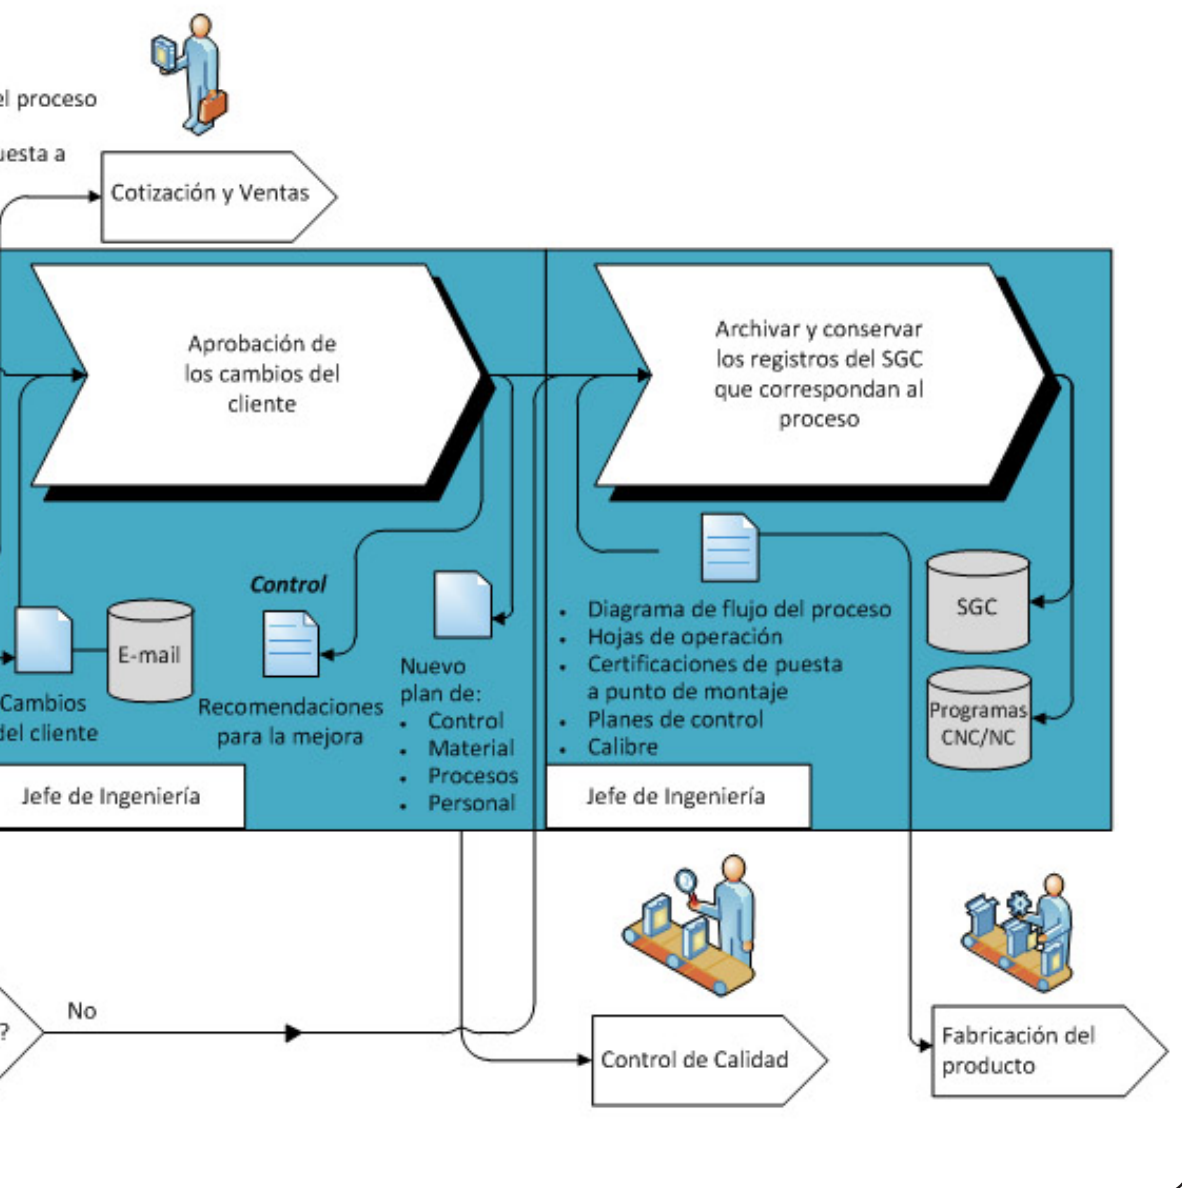 el proceso
uesta a
Cotización y Ventas
Aprobación de
los cambios del
cliente
Archivar y conservar
los registros del SGC
que correspondan al
proceso
Cambios
del cliente
E-mail
Control
Recomendaciones
para la mejora
Nuevo
plan de:
• Control
• Material
• Procesos
• Personal
• Diagrama de flujo del proceso
• Hojas de operación
• Certificaciones de puesta
a punto de montaje
• Planes de control
• Calibre
SGC
Programas
CNC/NC
Jefe de Ingeniería
Jefe de Ingeniería
?
No
Control de Calidad
Fabricación del
producto